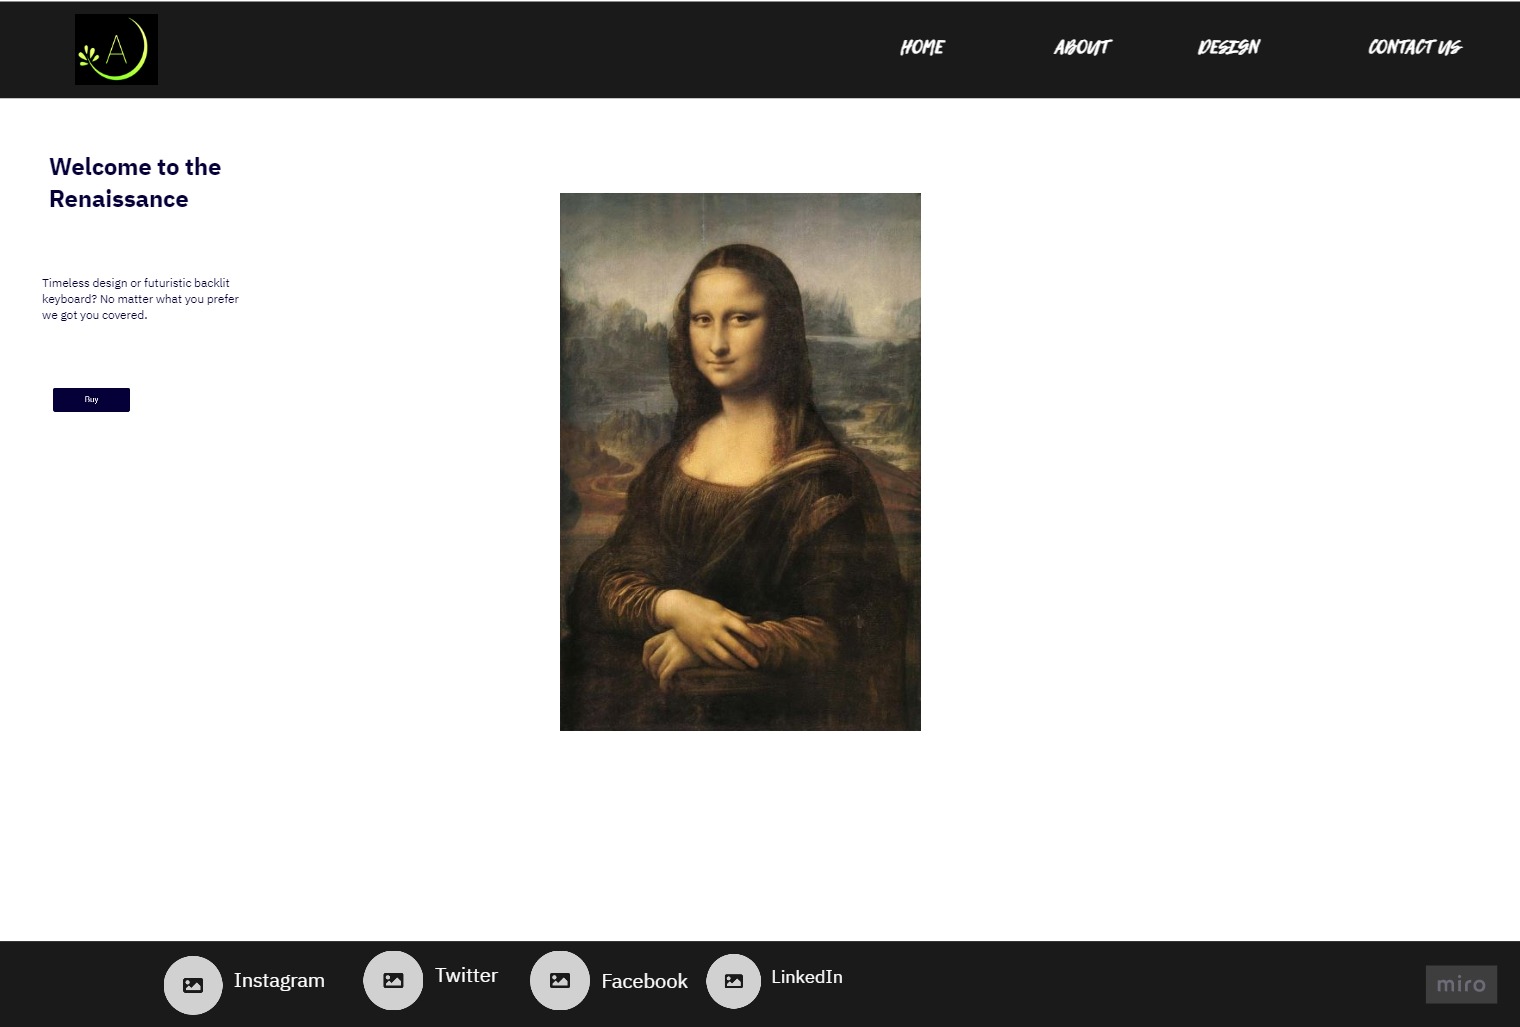 A
HOME ABOUT DESIGN CONTACT US
Welcome to the
Renaissance
Timeless design or futuristic backlit
keyboard? No matter what you prefer
we got you covered.
Buy
Instagram Twitter Facebook LinkedIn
miro